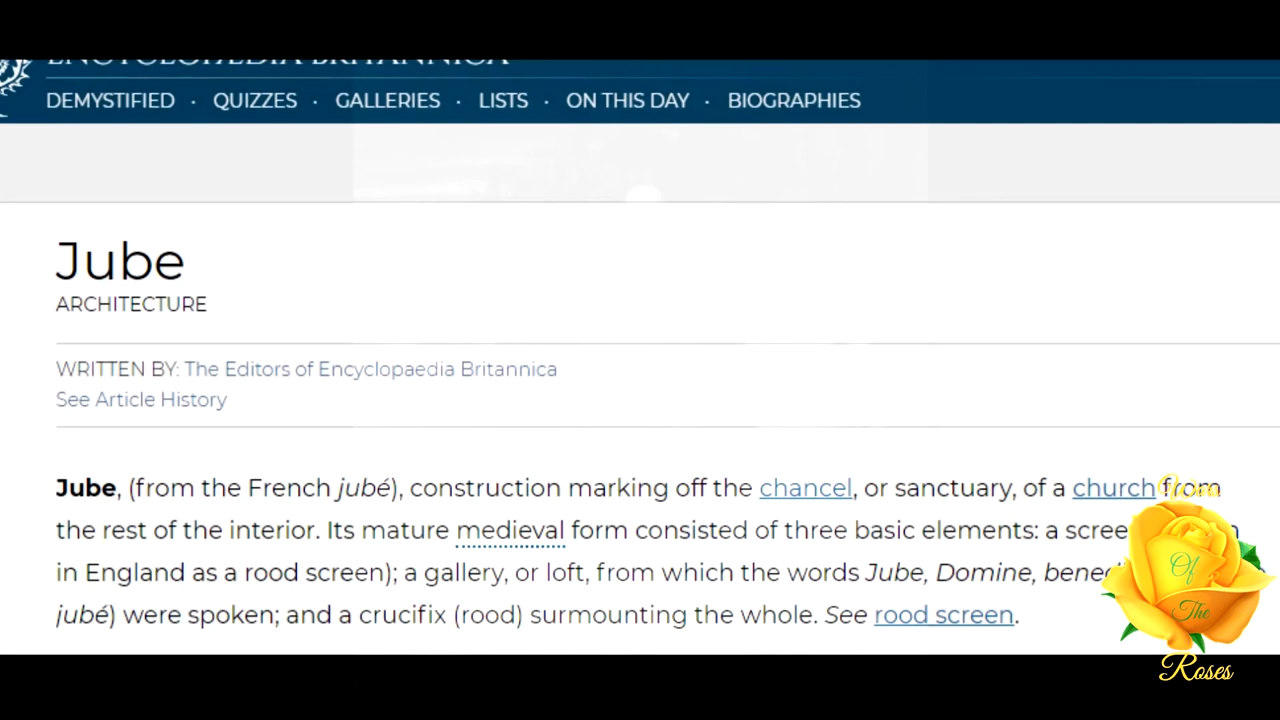 ENCYCLOPÆDIA BRITANNICA
DEMYSTIFIED · QUIZZES · GALLERIES · LISTS · ON THIS DAY · BIOGRAPHIES
Jube
ARCHITECTURE
WRITTEN BY: The Editors of Encyclopaedia Britannica
See Article History
Jube, (from the French jubé), construction marking off the chancel, or sanctuary, of a church from
the rest of the interior. Its mature medieval form consisted of three basic elements: a
in England as a rood screen); a gallery, or loft, from which the words Jube, Domine,
jubé) were spoken; and a crucifix (rood) surmounting the whole. See rood screen.
Of
The
Roses